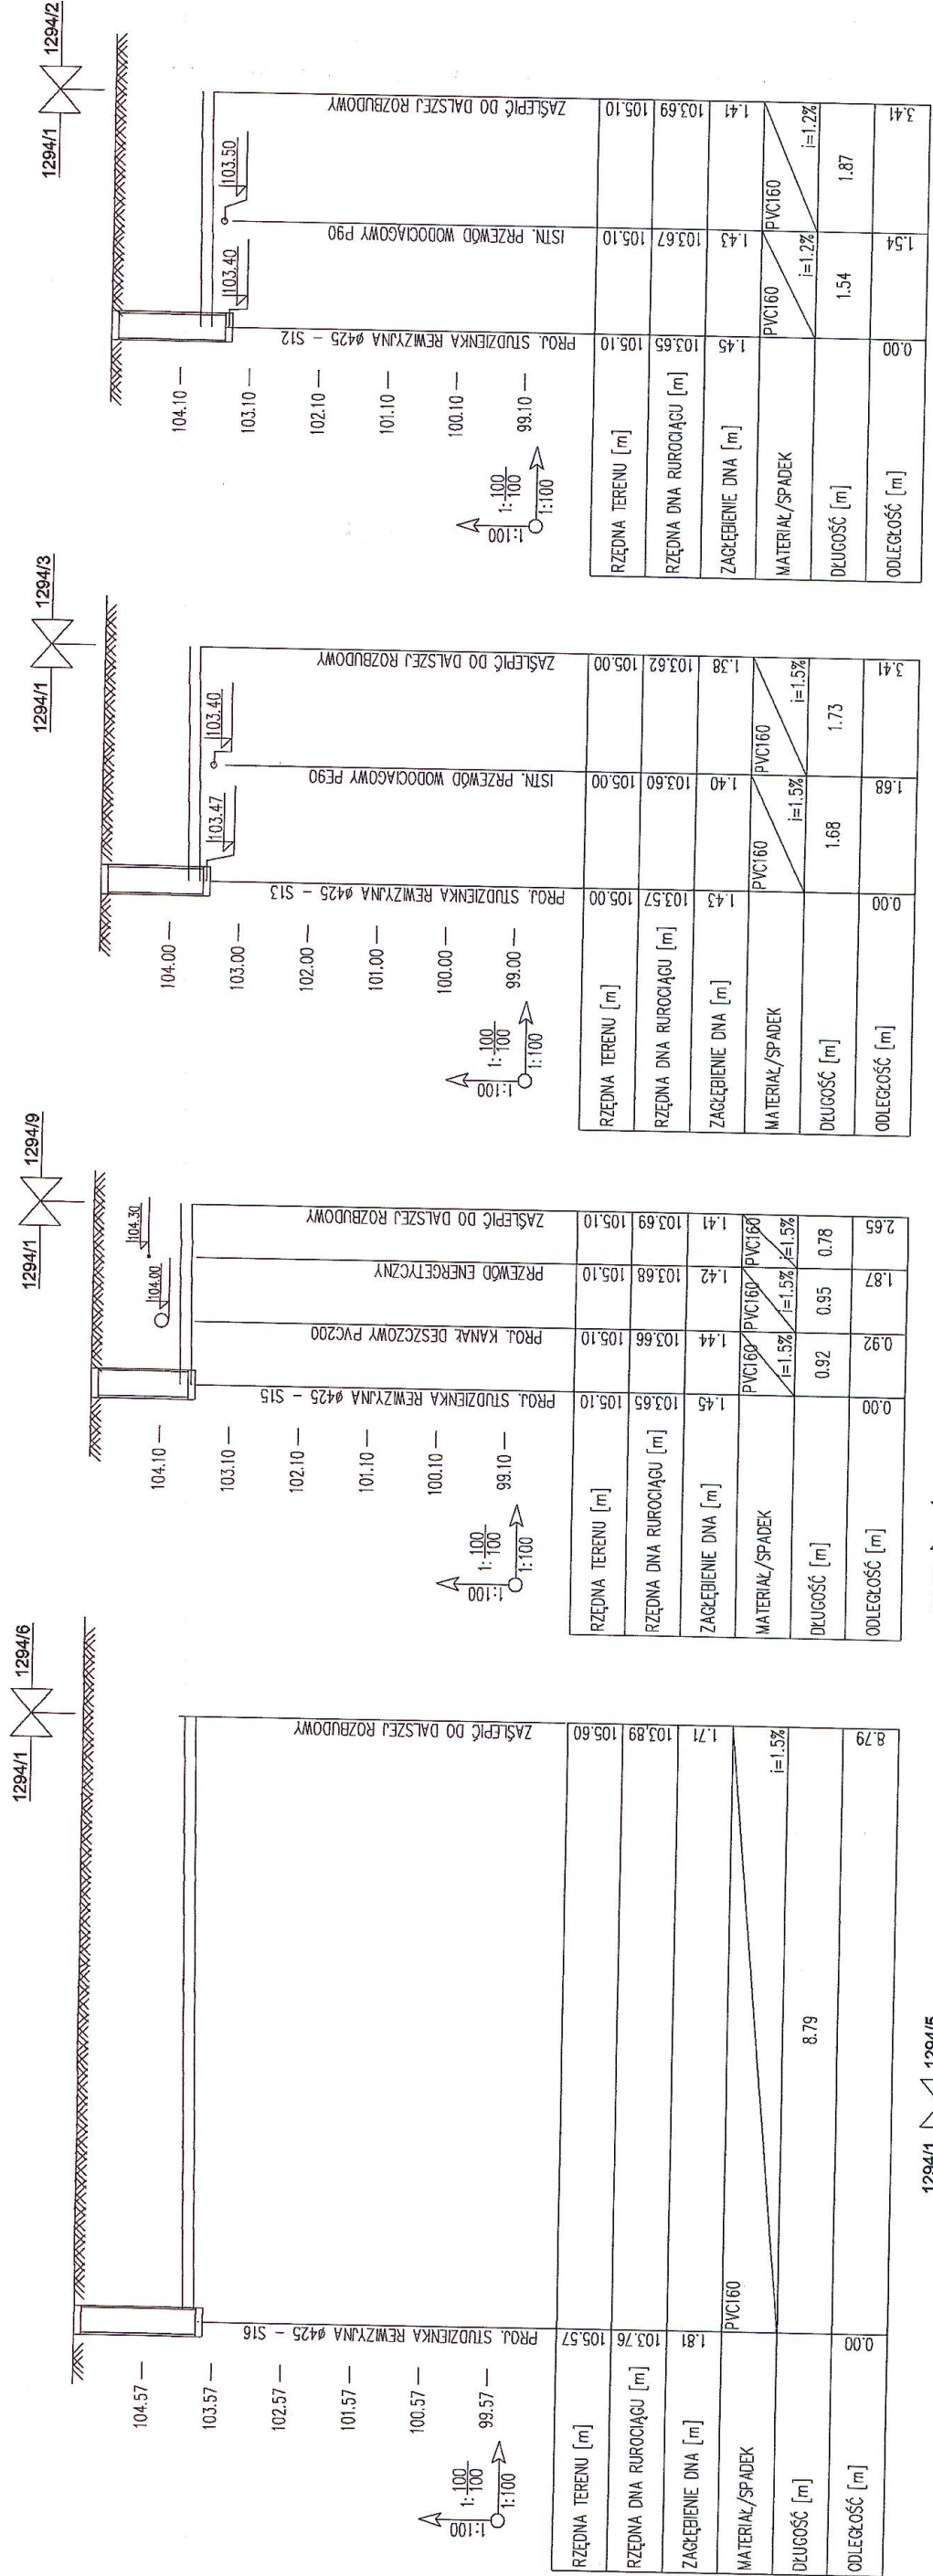 1294/1 1294/6
104.57
103.57
102.57
101.57
100.57
99.57
1:100
1:100/100
1:100
PROJ. STUDZIENKA REWIZYJNA ø425 – S16
ZAŚLEPIĆ DO DALSZEJ ROZBUDOWY
RZĘDNA TERENU [m] 105.57 105.60
RZĘDNA DNA RUROCIĄGU [m] 103.76 103.89
ZAGŁĘBIENIE DNA [m] 1.81 1.71
MATERIAŁ/SPADEK PVC160 i=1.5%
DŁUGOŚĆ [m] 8.79
ODLEGŁOŚĆ [m] 0.00 8.79
1294/1 1294/5
1294/1 1294/9
104.30
104.00
104.10
103.10
102.10
101.10
100.10
99.10
1:100
1:100/100
1:100
PROJ. STUDZIENKA REWIZYJNA ø425 – S15
PROJ. KANAŁ DESZCZOWY PVC200
PRZEWÓD ENERGETYCZNY
ZAŚLEPIĆ DO DALSZEJ ROZBUDOWY
RZĘDNA TERENU [m] 105.10 105.10 105.10 105.10
RZĘDNA DNA RUROCIĄGU [m] 103.65 103.66 103.68 103.69
ZAGŁĘBIENIE DNA [m] 1.45 1.44 1.42 1.41
MATERIAŁ/SPADEK PVC160 i=1.5% PVC160 i=1.5% PVC160 i=1.5%
DŁUGOŚĆ [m] 0.92 0.95 0.78
ODLEGŁOŚĆ [m] 0.00 0.92 1.87 2.65
1294/1 1294/3
103.47
103.40
104.00
103.00
102.00
101.00
100.00
99.00
1:100
1:100/100
1:100
PROJ. STUDZIENKA REWIZYJNA ø425 – S13
ISTN. PRZEWÓD WODOCIĄGOWY PE90
ZAŚLEPIĆ DO DALSZEJ ROZBUDOWY
RZĘDNA TERENU [m] 105.00 105.00 105.00
RZĘDNA DNA RUROCIĄGU [m] 103.57 103.60 103.62
ZAGŁĘBIENIE DNA [m] 1.43 1.40 1.38
MATERIAŁ/SPADEK PVC160 i=1.5% PVC160 i=1.5%
DŁUGOŚĆ [m] 1.68 1.73
ODLEGŁOŚĆ [m] 0.00 1.68 3.41
1294/1 1294/2
103.40
103.50
104.10
103.10
102.10
101.10
100.10
99.10
1:100
1:100/100
1:100
PROJ. STUDZIENKA REWIZYJNA ø425 – S12
ISTN. PRZEWÓD WODOCIĄGOWY P90
ZAŚLEPIĆ DO DALSZEJ ROZBUDOWY
RZĘDNA TERENU [m] 105.10 105.10 105.10
RZĘDNA DNA RUROCIĄGU [m] 103.65 103.67 103.69
ZAGŁĘBIENIE DNA [m] 1.45 1.43 1.41
MATERIAŁ/SPADEK PVC160 i=1.2% PVC160 i=1.2%
DŁUGOŚĆ [m] 1.54 1.87
ODLEGŁOŚĆ [m] 0.00 1.54 3.41